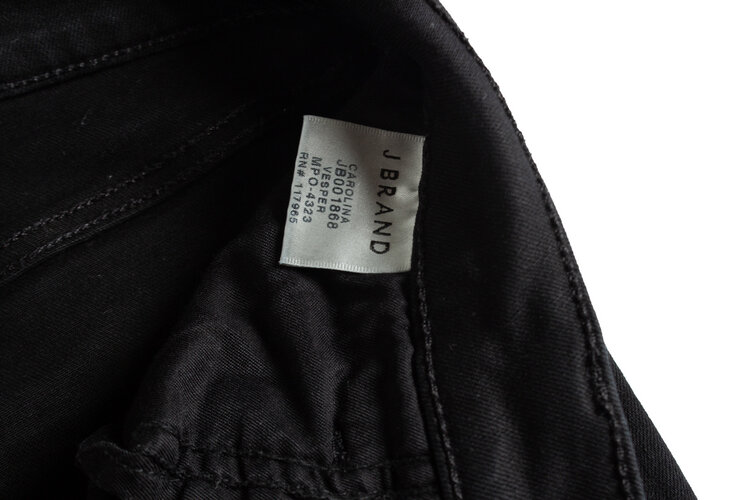 J BRAND
CAROLINA
JB001868
VESPER
MPO-4323
RN# 117965